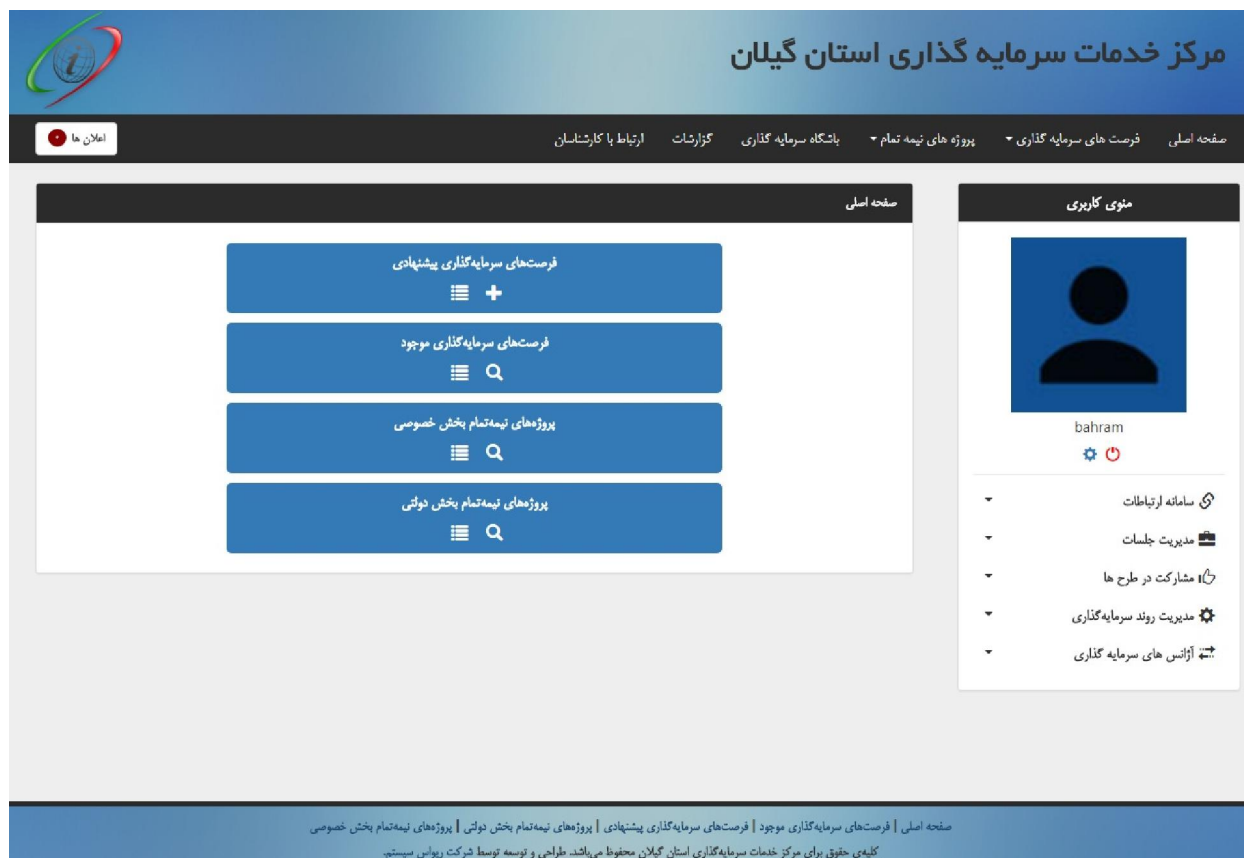 مرکز خدمات سرمایه گذاری استان گیلان
صفحه اصلی فرصت های سرمایه گذاری پروژه های نیمه تمام باشگاه سرمایه گذاری گزارشات ارتباط با کارشناسان اعلان ها ۰
منوی کاربری
bahram
سامانه ارتباطات
مدیریت جلسات
مشارکت در طرح ها
مدیریت روند سرمایه‌گذاری
آژانس های سرمایه گذاری
صفحه اصلی
فرصت‌های سرمایه‌گذاری پیشنهادی
فرصت‌های سرمایه‌گذاری موجود
پروژه‌های نیمه‌تمام بخش خصوصی
پروژه‌های نیمه‌تمام بخش دولتی
صفحه اصلی | فرصت‌های سرمایه‌گذاری موجود | فرصت‌های سرمایه‌گذاری پیشنهادی | پروژه‌های نیمه‌تمام بخش دولتی | پروژه‌های نیمه‌تمام بخش خصوصی
کلیه‌ی حقوق برای مرکز خدمات سرمایه‌گذاری استان گیلان محفوظ می‌باشد. طراحی و توسعه توسط شرکت ریواس سیستم.